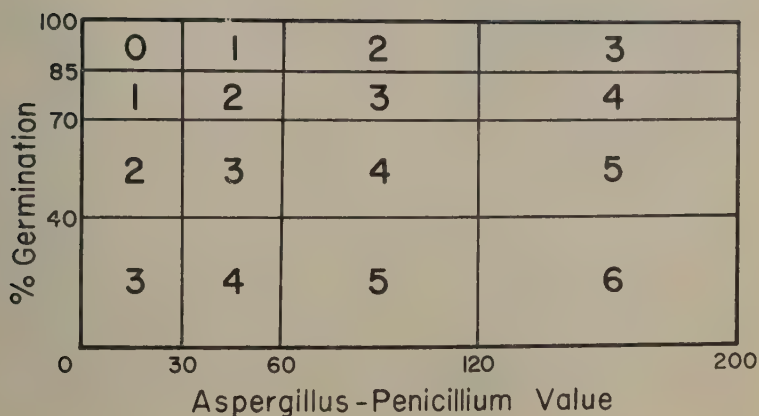 100
0 1 2 3
85
1 2 3 4
70
2 3 4 5
40
3 4 5 6
0 30 60 120 200
% Germination
Aspergillus-Penicillium Value